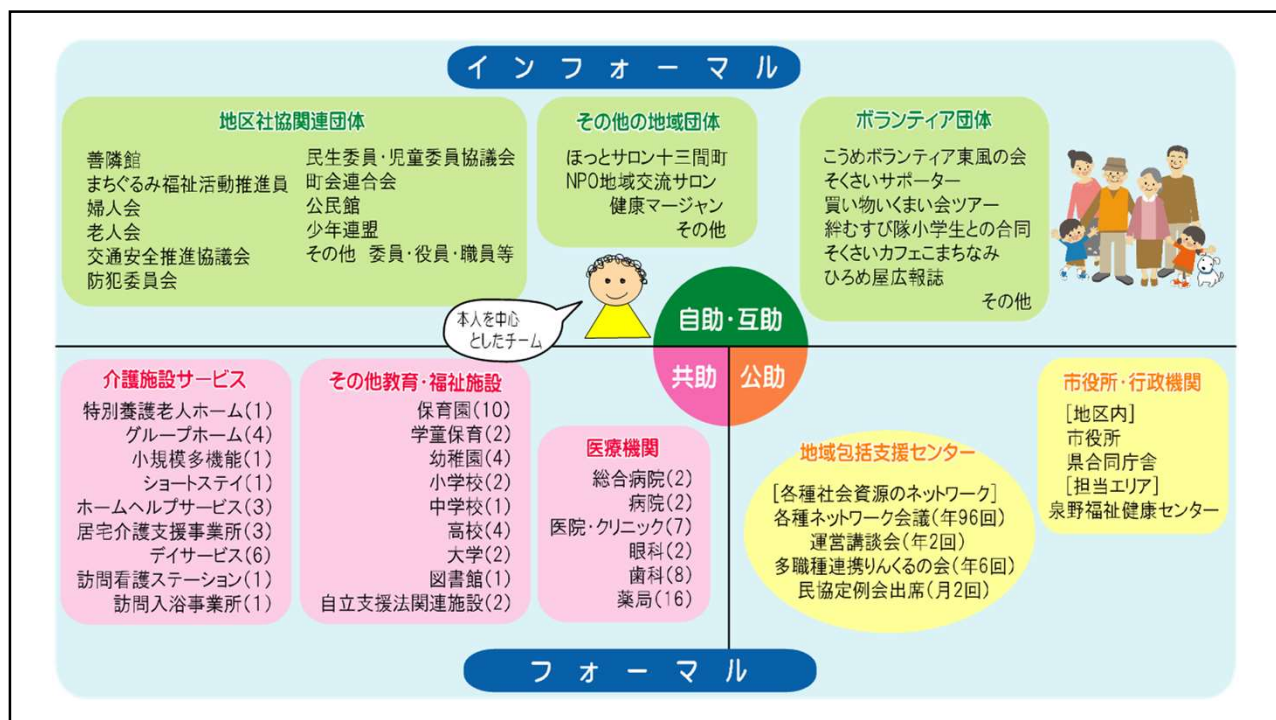 インフォーマル
地区社協関連団体
善隣館
まちぐるみ福祉活動推進員
婦人会
老人会
交通安全推進協議会
防犯委員会
民生委員・児童委員協議会
町会連合会
公民館
少年連盟
その他 委員・役員・職員等
その他の地域団体
ほっとサロン十三間町
NPO地域交流サロン
健康マージャン
その他
ボランティア団体
こうめボランティア東風の会
そくさいサポーター
買い物いくまい会ツアー
絆むすび隊小学生との合同
そくさいカフェこまちなみ
ひろめ屋広報誌
その他
本人を中心
としたチーム
自助・互助
共助
公助
介護施設サービス
特別養護老人ホーム(1)
グループホーム(4)
小規模多機能(1)
ショートステイ(1)
ホームヘルプサービス(3)
居宅介護支援事業所(3)
デイサービス(6)
訪問看護ステーション(1)
訪問入浴事業所(1)
その他教育・福祉施設
保育園(10)
学童保育(2)
幼稚園(4)
小学校(2)
中学校(1)
高校(4)
大学(2)
図書館(1)
自立支援法関連施設(2)
医療機関
総合病院(2)
病院(2)
医院・クリニック(7)
眼科(2)
歯科(8)
薬局(16)
地域包括支援センター
[各種社会資源のネットワーク]
各種ネットワーク会議(年96回)
運営講談会(年2回)
多職種連携りんくるの会(年6回)
民協定例会出席(月2回)
市役所・行政機関
[地区内]
市役所
県合同庁舎
[担当エリア]
泉野福祉健康センター
フォーマル